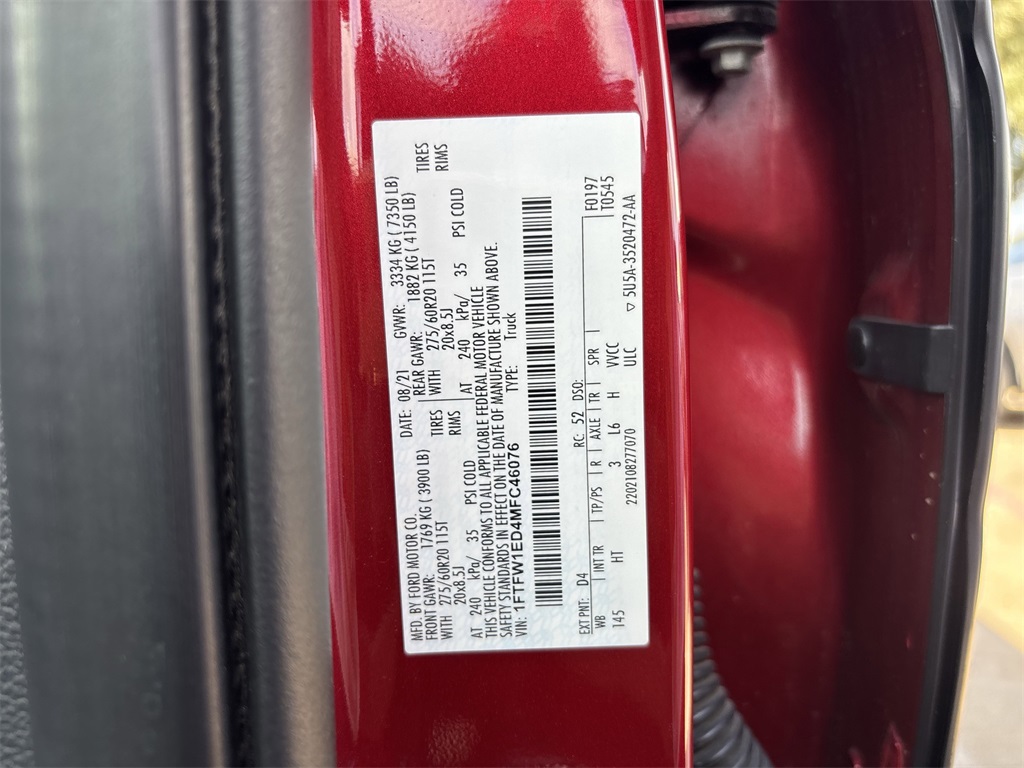 MFD. BY FORD MOTOR CO. DATE: 08/21 GVWR: 3334 KG ( 7350 LB)
FRONT GAWR: 1769 KG ( 3900 LB) REAR GAWR: 1882 KG ( 4150 LB)
WITH 275/60R20 115T TIRES WITH 275/60R20 115T TIRES
20x8.5J RIMS 20x8.5J RIMS
AT 240 kPa/ 35 PSI COLD AT 240 kPa/ 35 PSI COLD
THIS VEHICLE CONFORMS TO ALL APPLICABLE FEDERAL MOTOR VEHICLE
SAFETY STANDARDS IN EFFECT ON THE DATE OF MANUFACTURE SHOWN ABOVE.
VIN: 1FTFW1ED4MFC46076 TYPE: Truck
EXT PNT: D4 RC: 52 DSO: F0197
WB INTR TP/PS R AXLE TR SPR T0545
145 HT 3 L6 H WCC
2202108277070 ULC ▽ 5U5A-3520472-AA